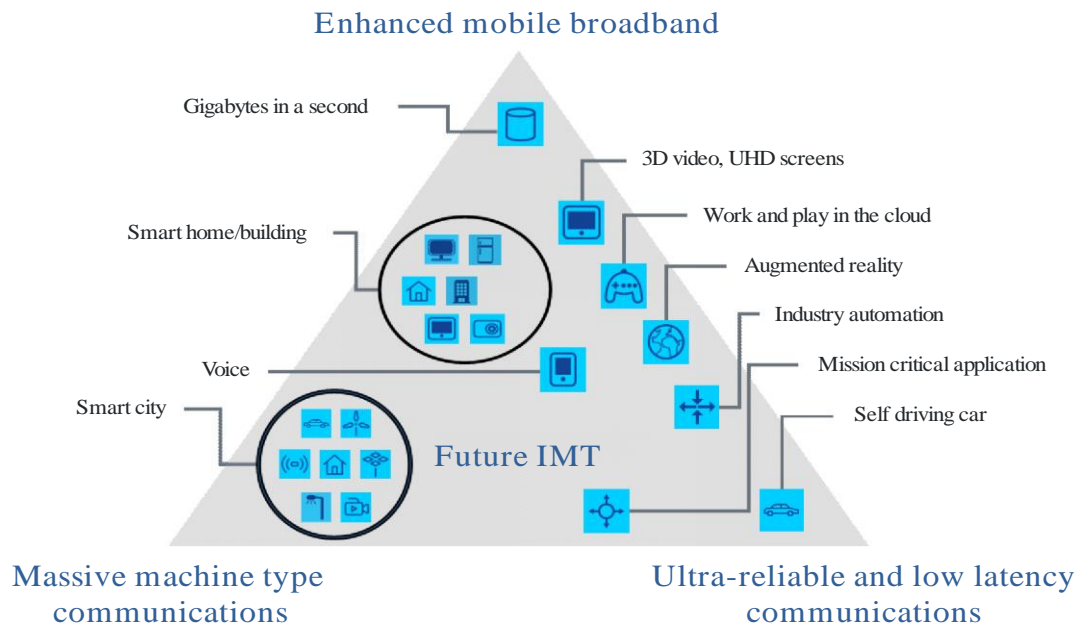 Enhanced mobile broadband
Gigabytes in a second
3D video, UHD screens
Work and play in the cloud
Smart home/building
Augmented reality
Industry automation
Mission critical application
Voice
Smart city
Self driving car
Future IMT
Massive machine type
communications
Ultra-reliable and low latency
communications